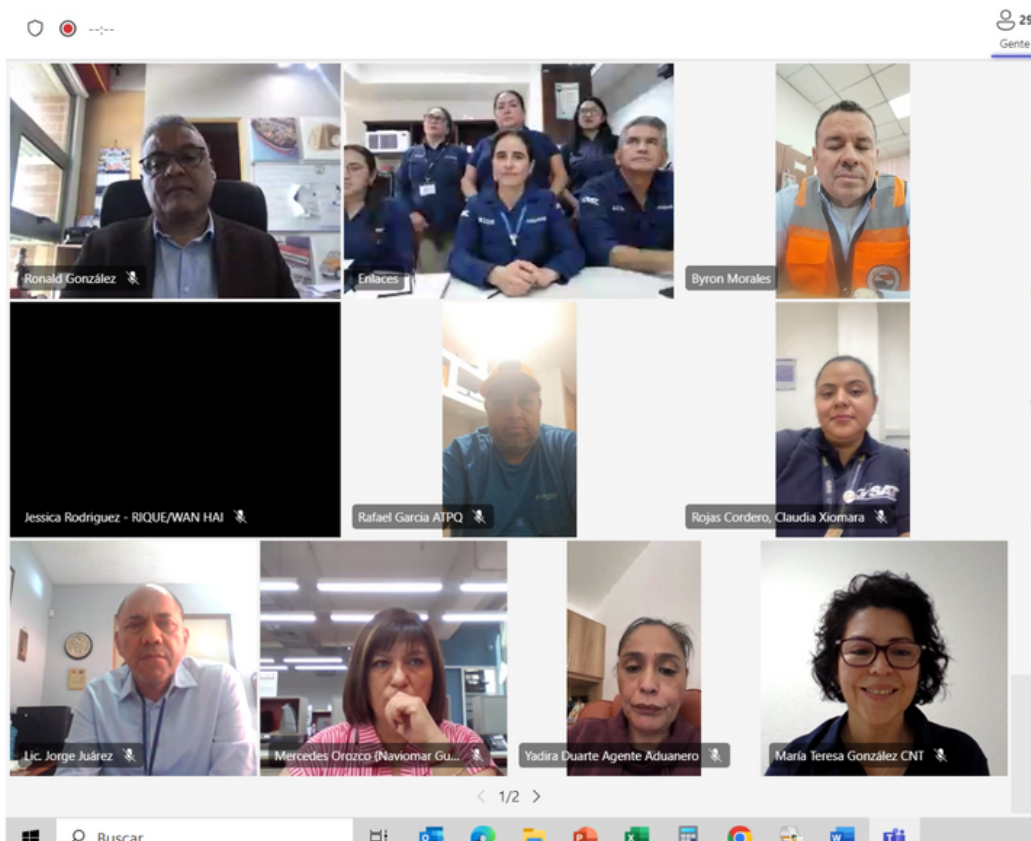 --:--
29
Gente
Ronald González
Enlaces
Byron Morales
Jessica Rodriguez - RIQUE/WAN HAI
Rafael Garcia ATPQ
SAT
Rojas Cordero, Claudia Xiomara
Lic. Jorge Juárez
Mercedes Orozco (Naviomar Gu...
Yadira Duarte Agente Aduanero
María Teresa González CNT
1/2
Buscar